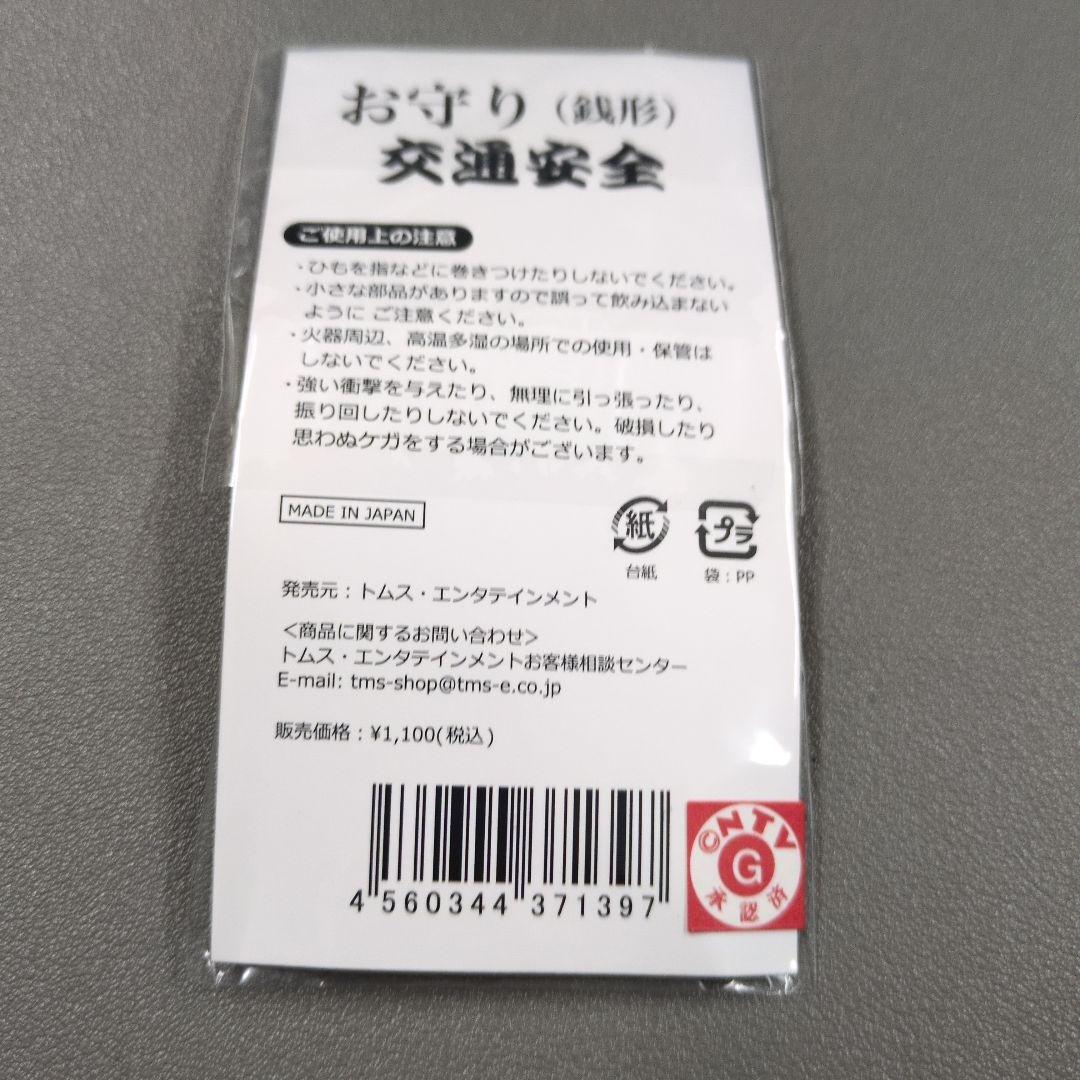 お守り（銭形）
交通安全
ご使用上の注意
・ひもを指などに巻きつけたりしないでください。
・小さな部品がありますので誤って飲み込まない
ように ご注意ください。
・火器周辺、高温多湿の場所での使用・保管は
しないでください。
・強い衝撃を与えたり、無理に引っ張ったり、
振り回したりしないでください。破損したり
思わぬケガをする場合がございます。
MADE IN JAPAN
紙
プラ
台紙
袋：PP
発売元：トムス・エンタテインメント
＜商品に関するお問い合わせ＞
トムス・エンタテインメントお客様相談センター
E-mail: tms-shop@tms-e.co.jp
販売価格：¥1,100(税込)
4 560344 371397
©NTV
G
承認済